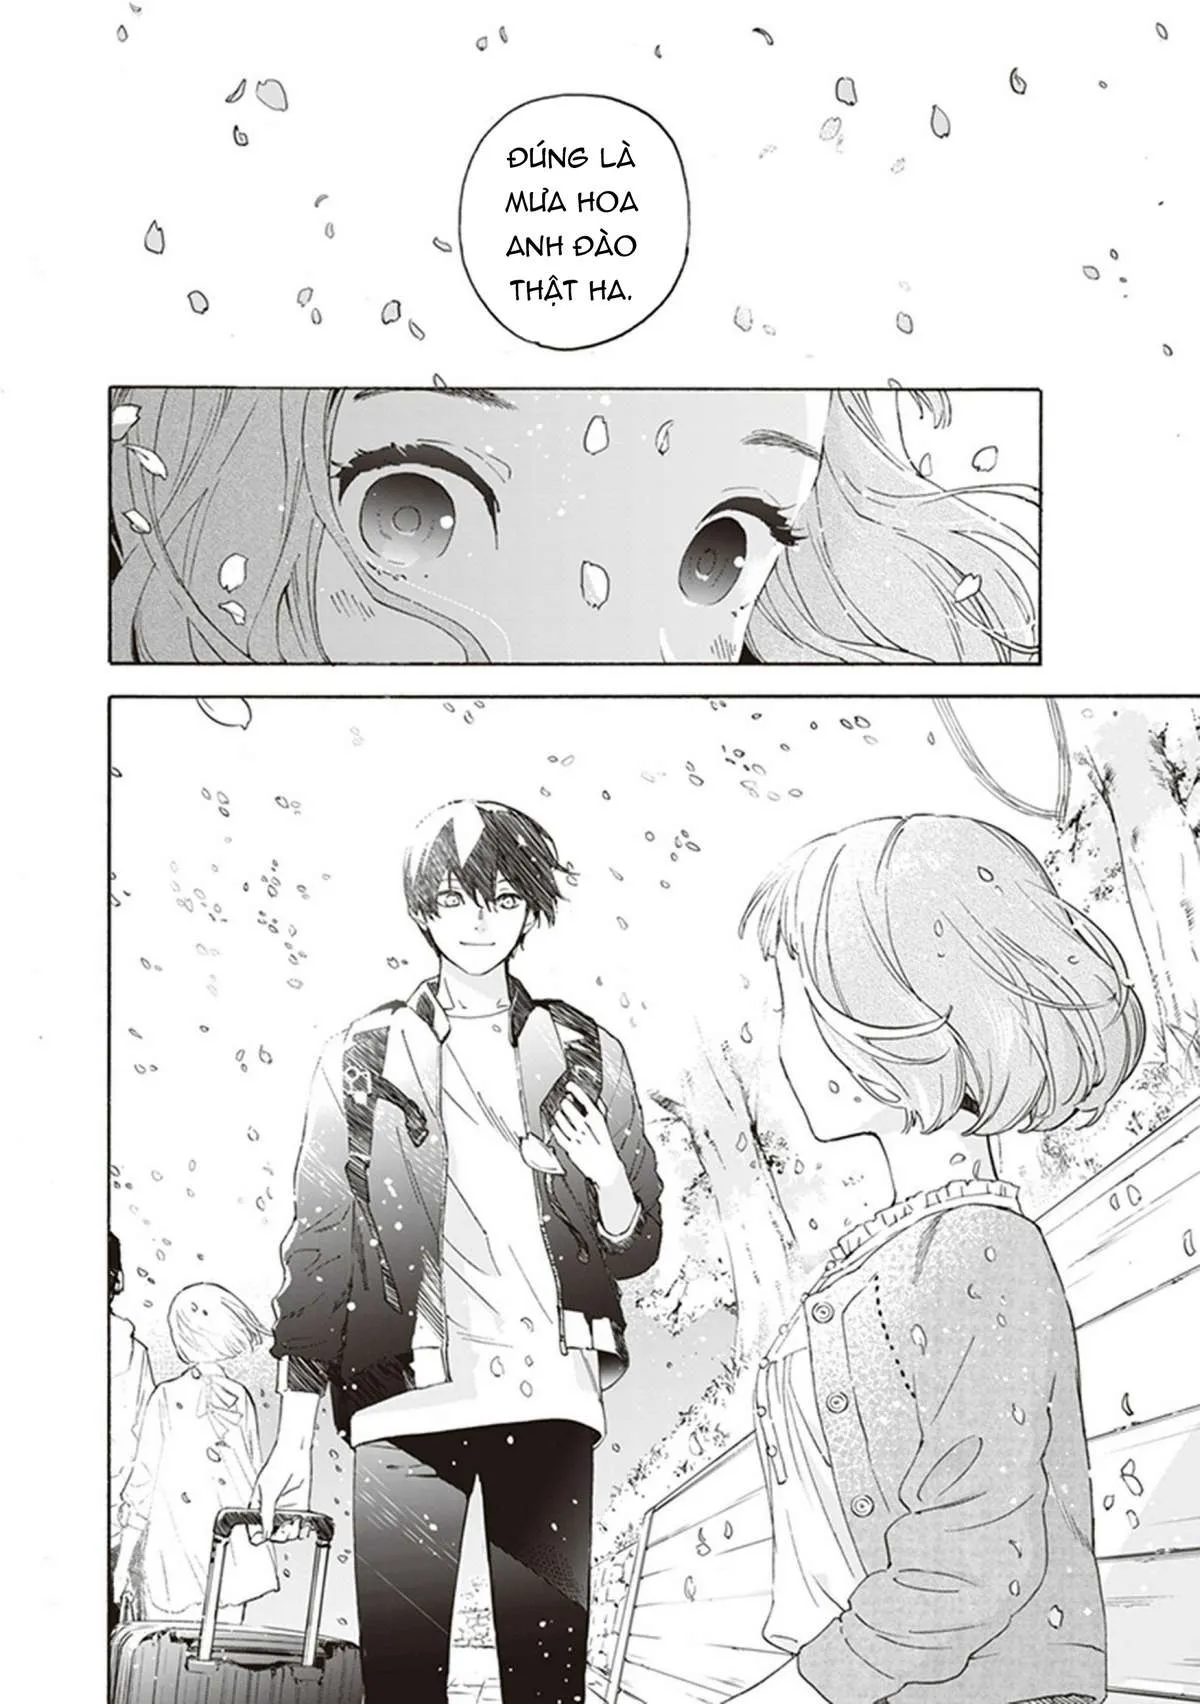 ĐÚNG LÀ
MƯA HOA
ANH ĐÀO
THẬT HA.